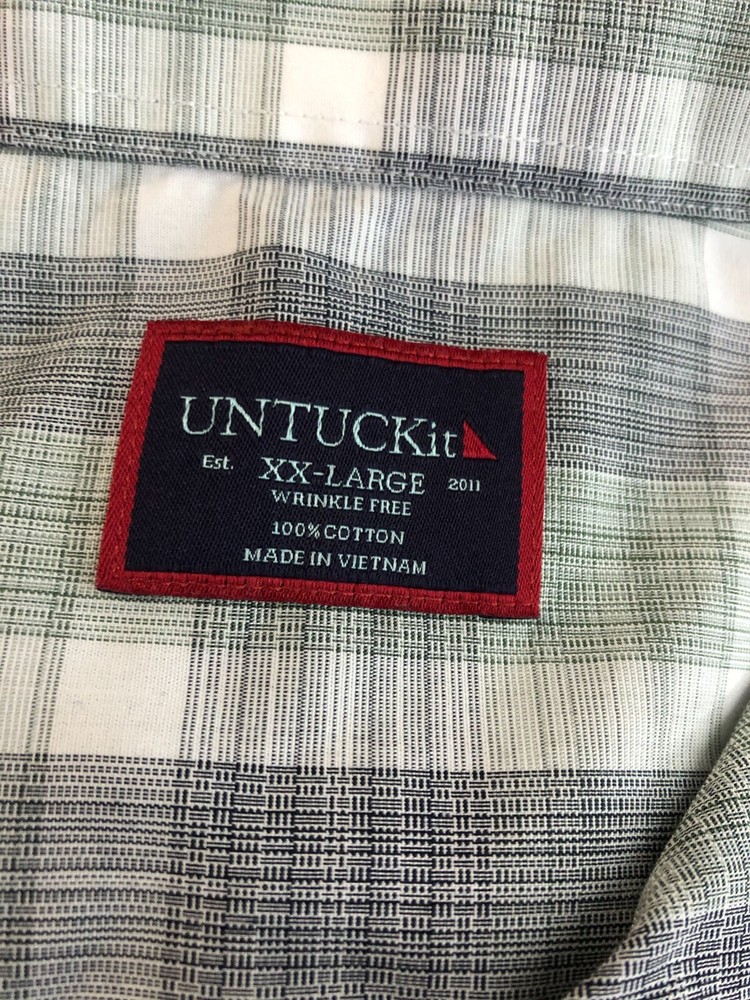 UNTUCKit
Est. XX-LARGE 2011
WRINKLE FREE
100% COTTON
MADE IN VIETNAM